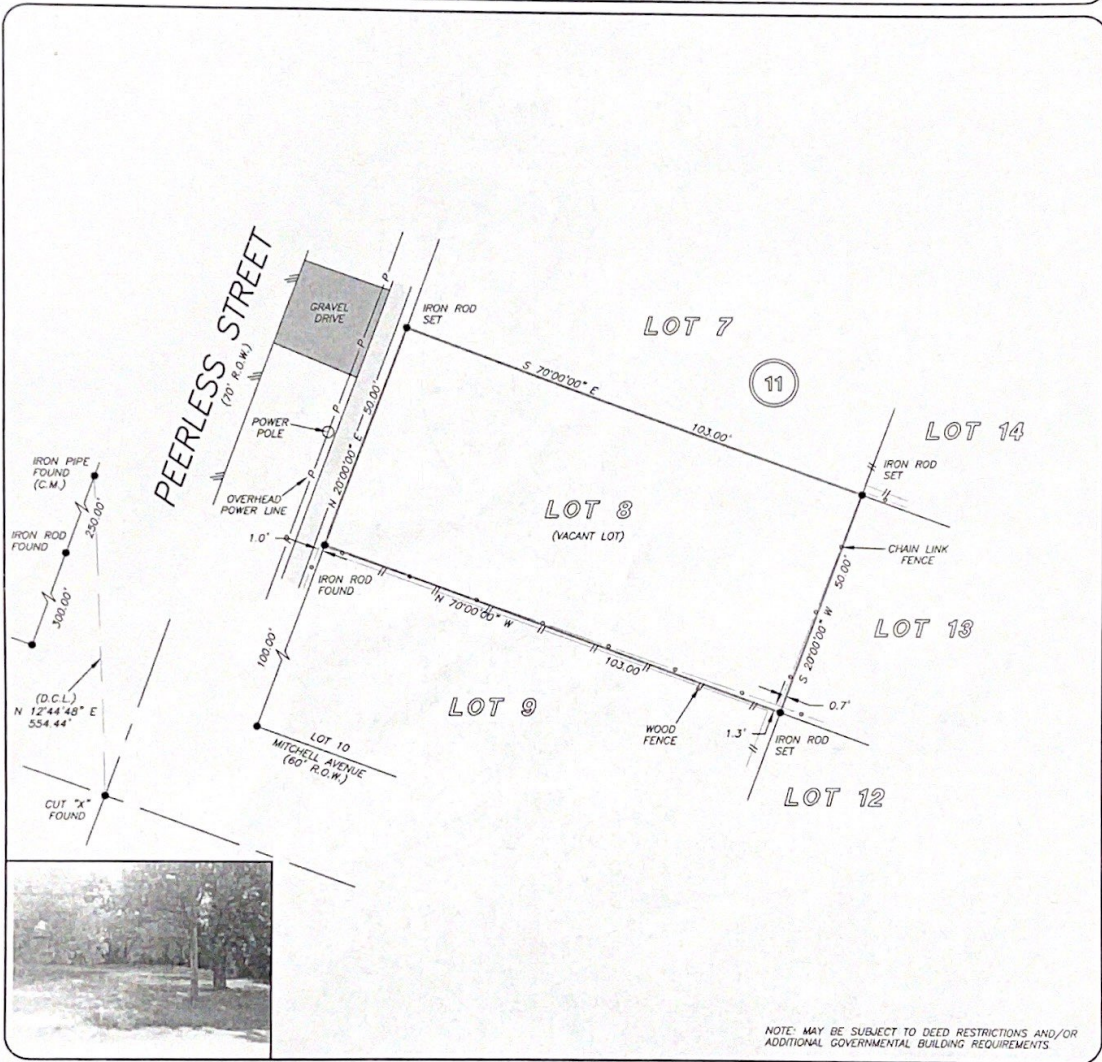 PEERLESS STREET
(70' R.O.W.)
GRAVEL
DRIVE
P
P
P
P
P
IRON ROD
SET
LOT 7
11
S 70°00'00" E
103.00'
LOT 14
IRON ROD
SET
POWER
POLE
OVERHEAD
POWER LINE
N 20°00'00" E
50.00'
LOT 8
(VACANT LOT)
CHAIN LINK
FENCE
S 20°00'00" W
50.00'
LOT 13
IRON PIPE
FOUND
(C.M.)
250.00'
IRON ROD
FOUND
300.00'
1.0'
IRON ROD
FOUND
N 70°00'00" W
103.00'
100.00'
LOT 9
WOOD
FENCE
0.7'
1.3'
IRON ROD
SET
LOT 12
(D.C.L.)
N 12°44'48" E
554.44'
LOT 10
MITCHELL AVENUE
(60' R.O.W.)
CUT "X"
FOUND
NOTE: MAY BE SUBJECT TO DEED RESTRICTIONS AND/OR
ADDITIONAL GOVERNMENTAL BUILDING REQUIREMENTS.